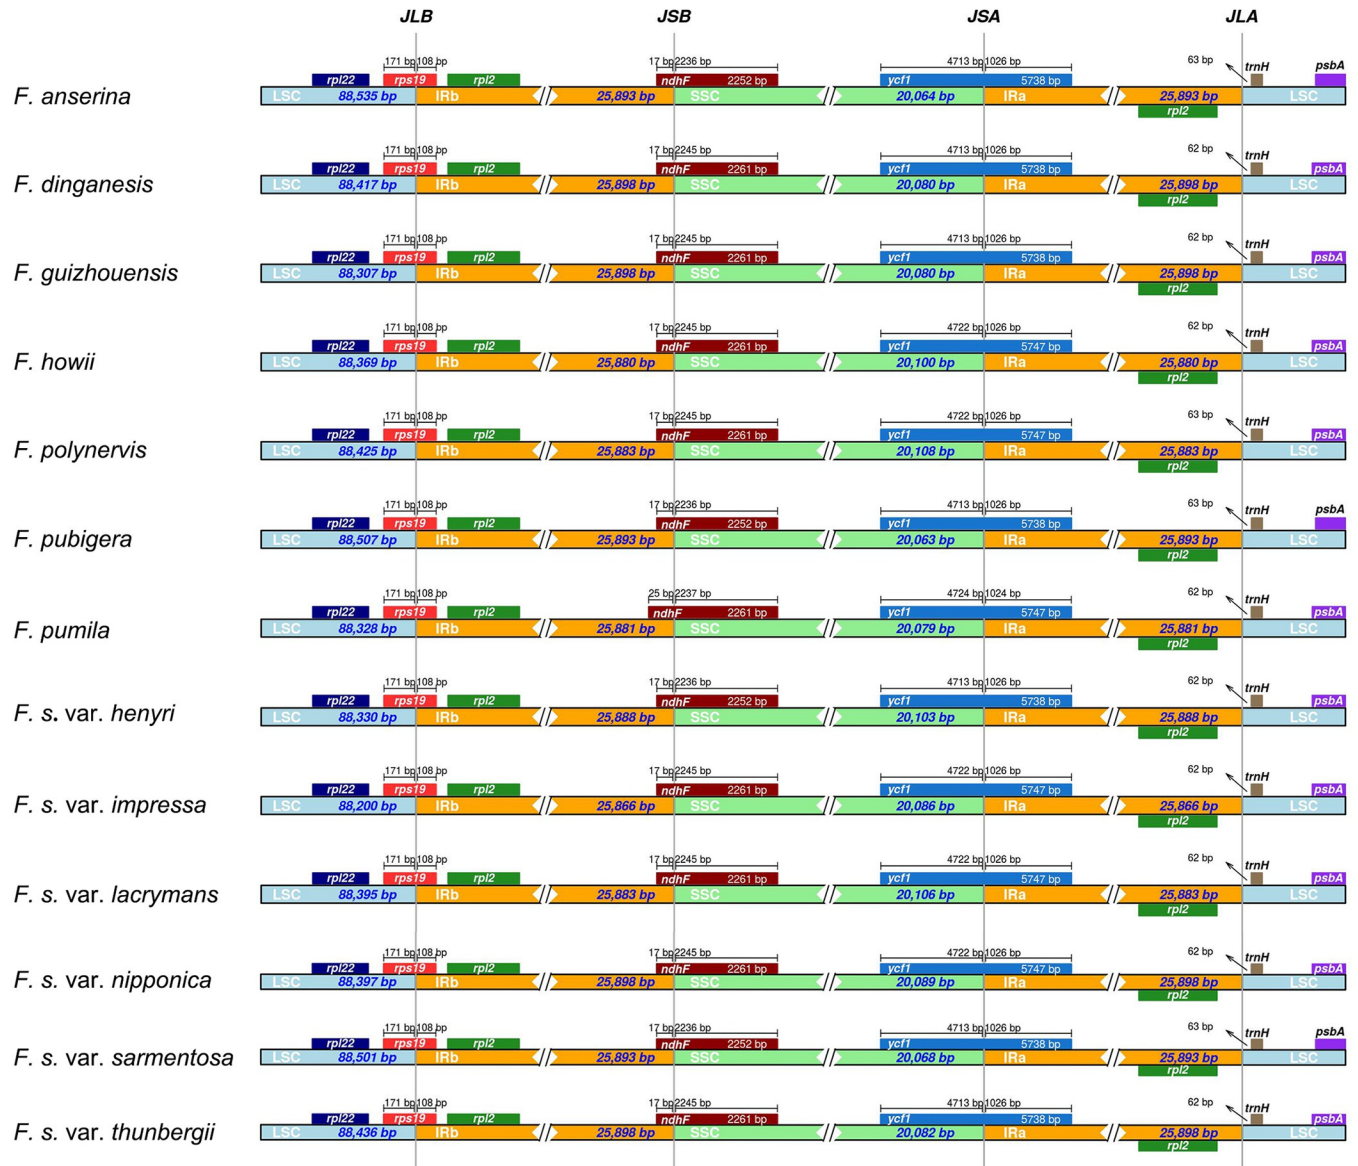 JLB JSB JSA JLA
171 bp 108 bp 17 bp 2236 bp 4713 bp 1026 bp 63 bp trnH psbA
rpl22 rps19 rpl2 ndhF 2252 bp ycf1 5738 bp
F. anserina LSC 88,535 bp IRb 25,893 bp SSC 20,064 bp IRa 25,893 bp LSC
rpl2
171 bp 108 bp 17 bp 2245 bp 4713 bp 1026 bp 62 bp trnH
rpl22 rps19 rpl2 ndhF 2261 bp ycf1 5738 bp psbA
F. dinganesis LSC 88,417 bp IRb 25,898 bp SSC 20,080 bp IRa 25,898 bp LSC
rpl2
171 bp 108 bp 17 bp 2245 bp 4713 bp 1026 bp 62 bp trnH
rpl22 rps19 rpl2 ndhF 2261 bp ycf1 5738 bp psbA
F. guizhouensis LSC 88,307 bp IRb 25,898 bp SSC 20,080 bp IRa 25,898 bp LSC
rpl2
171 bp 108 bp 17 bp 2245 bp 4722 bp 1026 bp 62 bp trnH
rpl22 rps19 rpl2 ndhF 2261 bp ycf1 5747 bp psbA
F. howii LSC 88,369 bp IRb 25,880 bp SSC 20,100 bp IRa 25,880 bp LSC
rpl2
171 bp 108 bp 17 bp 2245 bp 4722 bp 1026 bp 63 bp trnH
rpl22 rps19 rpl2 ndhF 2261 bp ycf1 5747 bp psbA
F. polynervis LSC 88,425 bp IRb 25,883 bp SSC 20,108 bp IRa 25,883 bp LSC
rpl2
171 bp 108 bp 17 bp 2236 bp 4713 bp 1026 bp 63 bp trnH psbA
rpl22 rps19 rpl2 ndhF 2252 bp ycf1 5738 bp
F. pubigera LSC 88,507 bp IRb 25,893 bp SSC 20,063 bp IRa 25,893 bp LSC
rpl2
171 bp 108 bp 25 bp 2237 bp 4724 bp 1024 bp 62 bp trnH
rpl22 rps19 rpl2 ndhF 2261 bp ycf1 5747 bp psbA
F. pumila LSC 88,328 bp IRb 25,881 bp SSC 20,079 bp IRa 25,881 bp LSC
rpl2
171 bp 108 bp 17 bp 2236 bp 4713 bp 1026 bp 62 bp trnH
rpl22 rps19 rpl2 ndhF 2252 bp ycf1 5738 bp psbA
F. s. var. henyri LSC 88,330 bp IRb 25,888 bp SSC 20,103 bp IRa 25,888 bp LSC
rpl2
171 bp 108 bp 17 bp 2245 bp 4722 bp 1026 bp 62 bp trnH
rpl22 rps19 rpl2 ndhF 2261 bp ycf1 5747 bp psbA
F. s. var. impressa LSC 88,200 bp IRb 25,866 bp SSC 20,086 bp IRa 25,866 bp LSC
rpl2
171 bp 108 bp 17 bp 2245 bp 4722 bp 1026 bp 62 bp trnH
rpl22 rps19 rpl2 ndhF 2261 bp ycf1 5747 bp psbA
F. s. var. lacrymans LSC 88,395 bp IRb 25,883 bp SSC 20,106 bp IRa 25,883 bp LSC
rpl2
171 bp 108 bp 17 bp 2245 bp 4722 bp 1026 bp 62 bp trnH
rpl22 rps19 rpl2 ndhF 2261 bp ycf1 5747 bp psbA
F. s. var. nipponica LSC 88,397 bp IRb 25,898 bp SSC 20,089 bp IRa 25,898 bp LSC
rpl2
171 bp 108 bp 17 bp 2236 bp 4713 bp 1026 bp 63 bp trnH psbA
rpl22 rps19 rpl2 ndhF 2252 bp ycf1 5738 bp
F. s. var. sarmentosa LSC 88,501 bp IRb 25,893 bp SSC 20,068 bp IRa 25,893 bp LSC
rpl2
171 bp 108 bp 17 bp 2245 bp 4713 bp 1026 bp 62 bp trnH
rpl22 rps19 rpl2 ndhF 2261 bp ycf1 5738 bp psbA
F. s. var. thunbergii LSC 88,436 bp IRb 25,898 bp SSC 20,082 bp IRa 25,898 bp LSC
rpl2